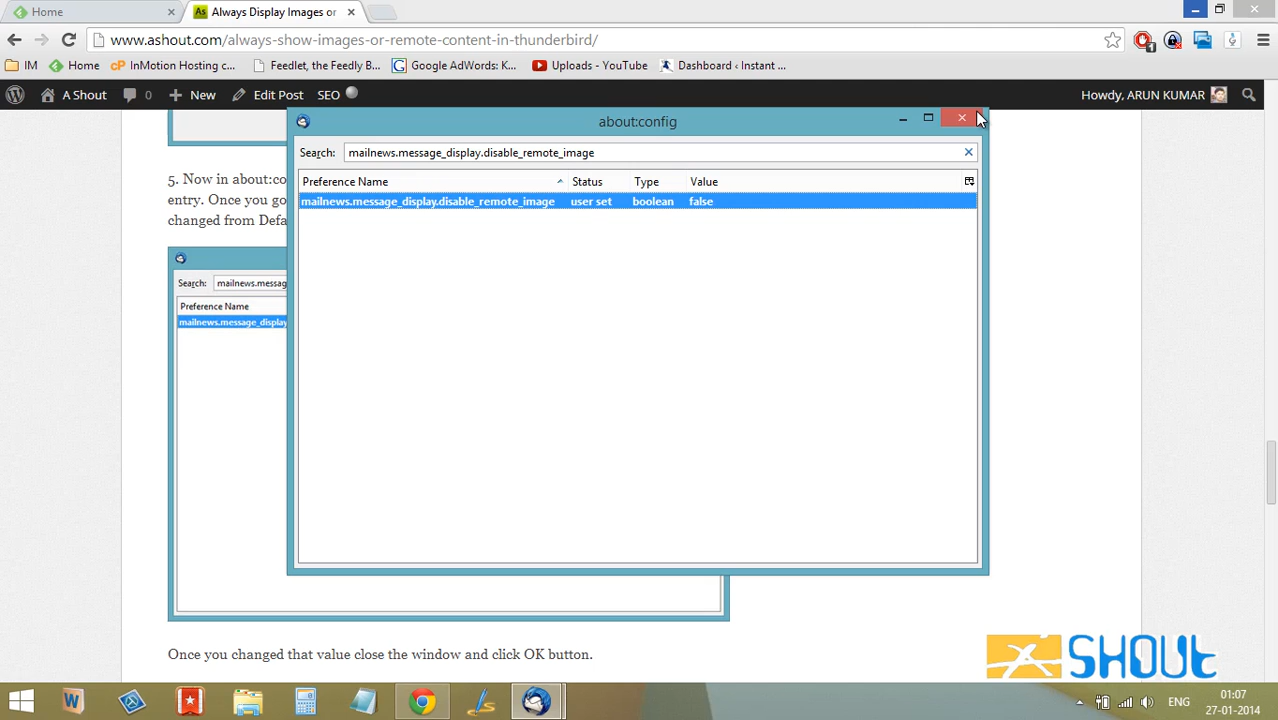 Home
Always Display Images or
www.ashout.com/always-show-images-or-remote-content-in-thunderbird/
IM
Home
InMotion Hosting c...
Feedlet, the Feedly B...
Google AdWords: K...
Uploads - YouTube
Dashboard ‹ Instant ...
A Shout
0
New
Edit Post
SEO
Howdy, ARUN KUMAR
about:config
Search:
mailnews.message_display.disable_remote_image
Preference Name
Status
Type
Value
mailnews.message_display.disable_remote_image
user set
boolean
false
5. Now in about:co
entry. Once you go
changed from Defa
Search:
mailnews.messag
Preference Name
mailnews.message_display
Once you changed that value close the window and click OK button.
SHOUt
ENG
01:07
27-01-2014